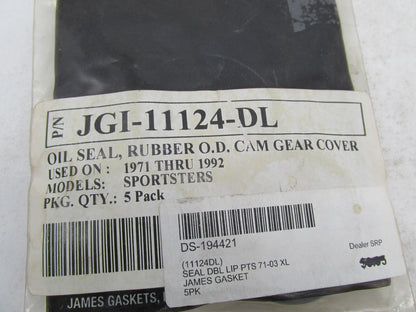 P/N
JGI-11124-DL
OIL SEAL, RUBBER O.D. CAM GEAR COVER
USED ON: 1971 THRU 1992
MODELS: SPORTSTERS
PKG. QTY.: 5 Pack
DS-194421
Dealer SRP
(11124DL)
SEAL DBL LIP PTS 71-03 XL
JAMES GASKET
5PK
JAMES GASKETS,